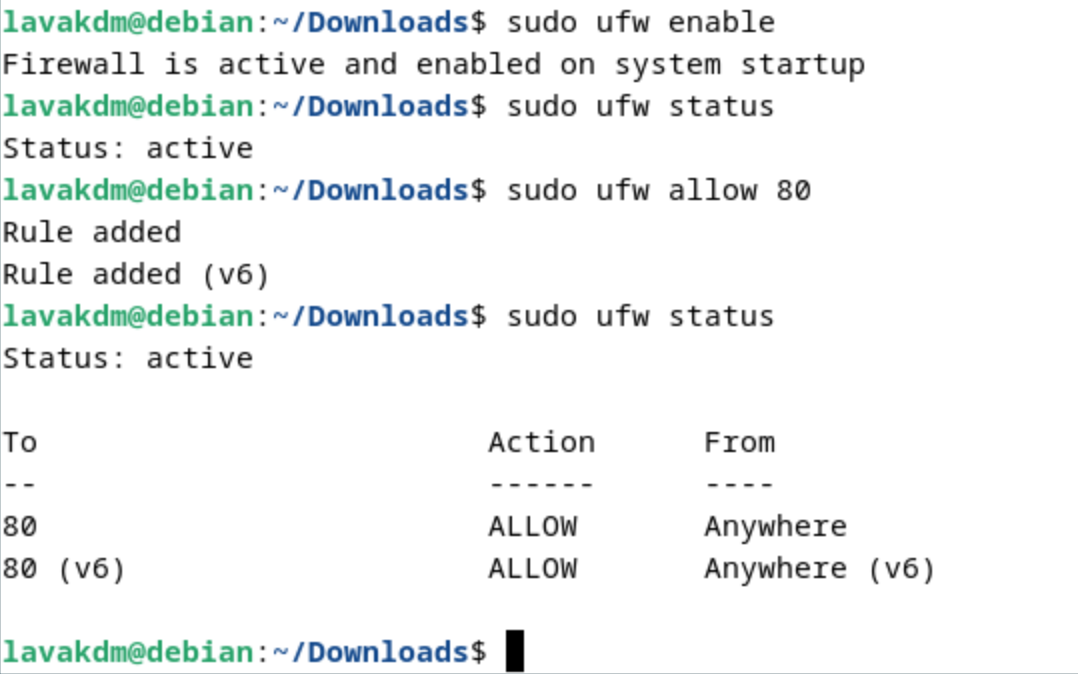 lavakdm@debian:~/Downloads$ sudo ufw enable
Firewall is active and enabled on system startup
lavakdm@debian:~/Downloads$ sudo ufw status
Status: active
lavakdm@debian:~/Downloads$ sudo ufw allow 80
Rule added
Rule added (v6)
lavakdm@debian:~/Downloads$ sudo ufw status
Status: active
To                         Action      From
--                         ------      ----
80                         ALLOW       Anywhere
80 (v6)                    ALLOW       Anywhere (v6)
lavakdm@debian:~/Downloads$